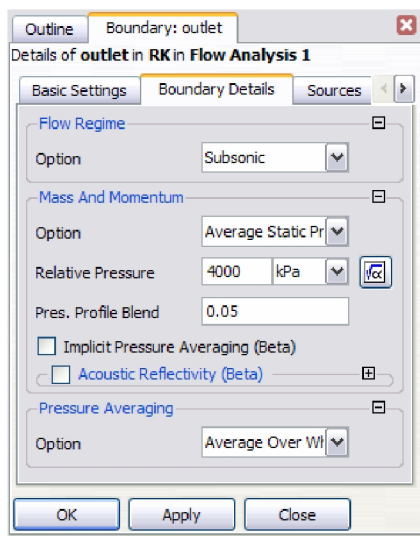 Outline Boundary: outlet
Details of outlet in RK in Flow Analysis 1
Basic Settings Boundary Details Sources
Flow Regime
Option Subsonic
Mass And Momentum
Option Average Static Pr
Relative Pressure 4000 kPa √α
Pres. Profile Blend 0.05
Implicit Pressure Averaging (Beta)
Acoustic Reflectivity (Beta)
Pressure Averaging
Option Average Over Wh
OK Apply Close